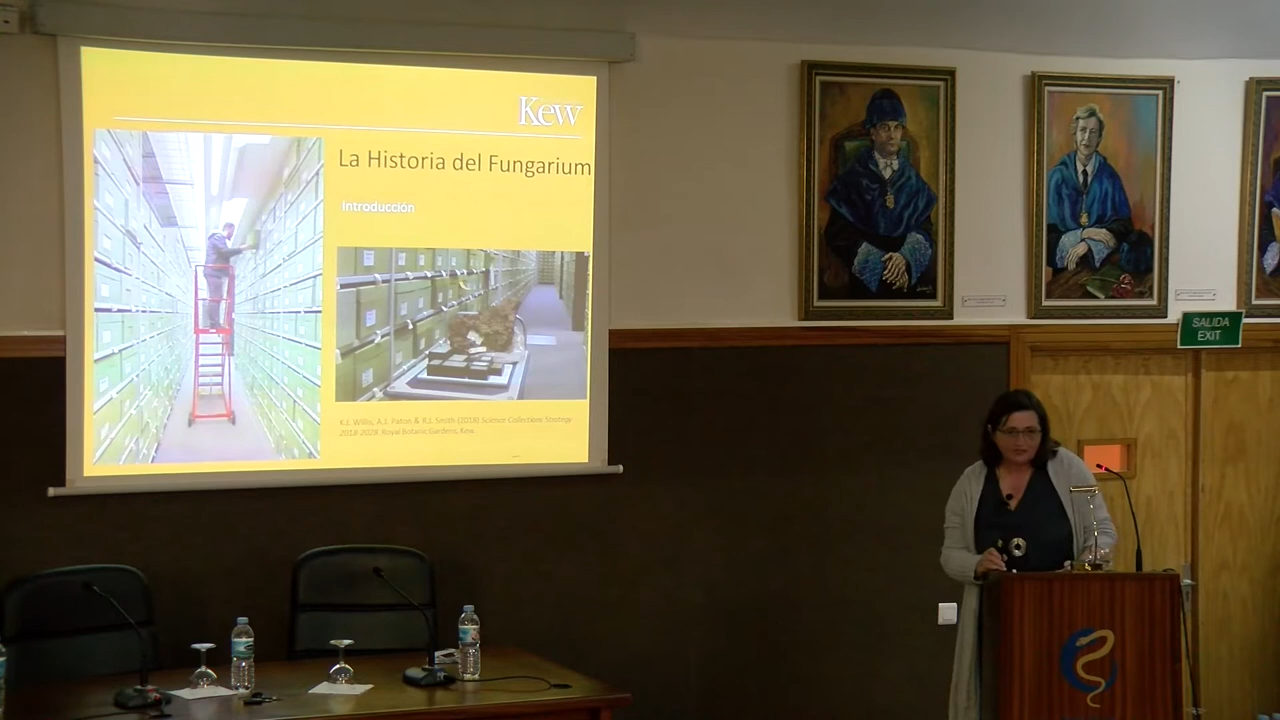 Kew
La Historia del Fungarium
Introducción
K.J. Willis, A.J. Paton & R.J. Smith (2018) Science Collections Strategy
2018-2028. Royal Botanic Gardens, Kew.
SALIDA
EXIT